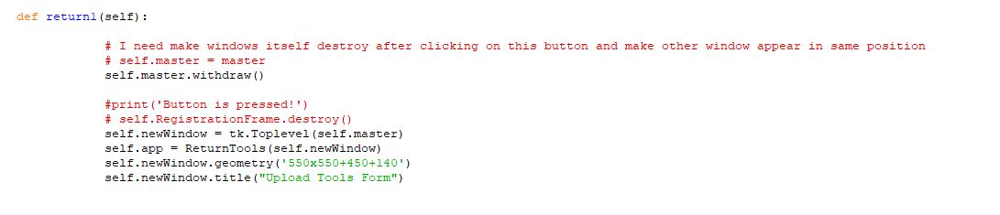 def return1(self):
# I need make windows itself destroy after clicking on this button and make other window appear in same position
# self.master = master
self.master.withdraw()
#print('Button is pressed!')
# self.RegistrationFrame.destroy()
self.newWindow = tk.Toplevel(self.master)
self.app = ReturnTools(self.newWindow)
self.newWindow.geometry('550x550+450+140')
self.newWindow.title("Upload Tools Form")